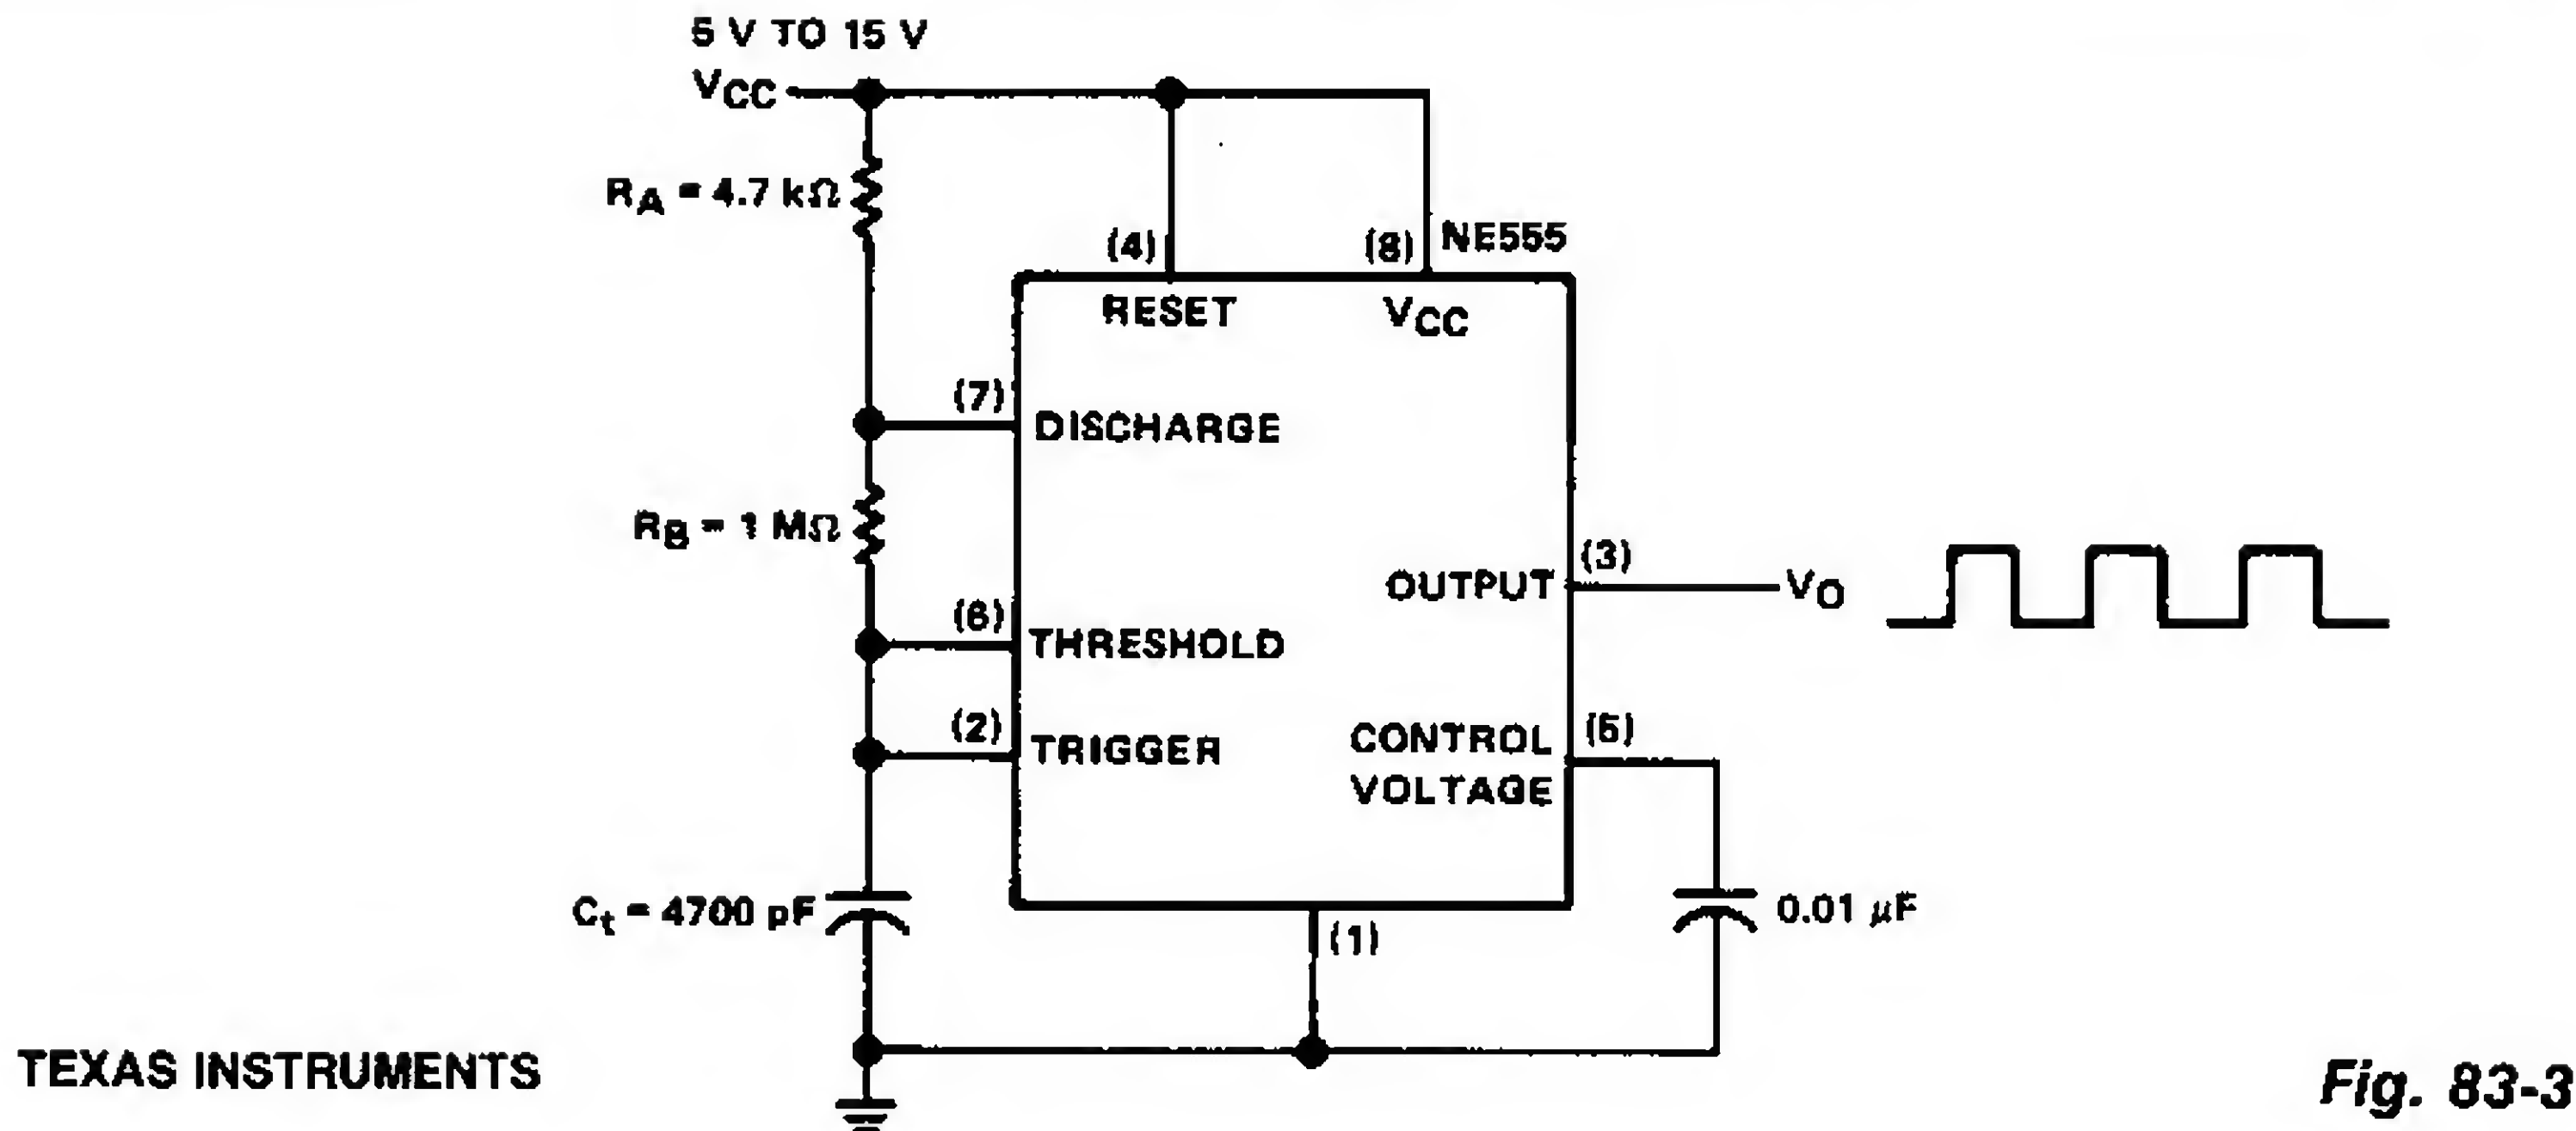 5 V TO 15 V
VCC
RA = 4.7 kΩ
(4)
(8)
NE555
RESET
VCC
(7)
DISCHARGE
RB = 1 MΩ
(3)
OUTPUT
VO
(6)
THRESHOLD
(2)
TRIGGER
(5)
CONTROL
VOLTAGE
Ct = 4700 pF
0.01 µF
(1)
TEXAS INSTRUMENTS
Fig. 83-3